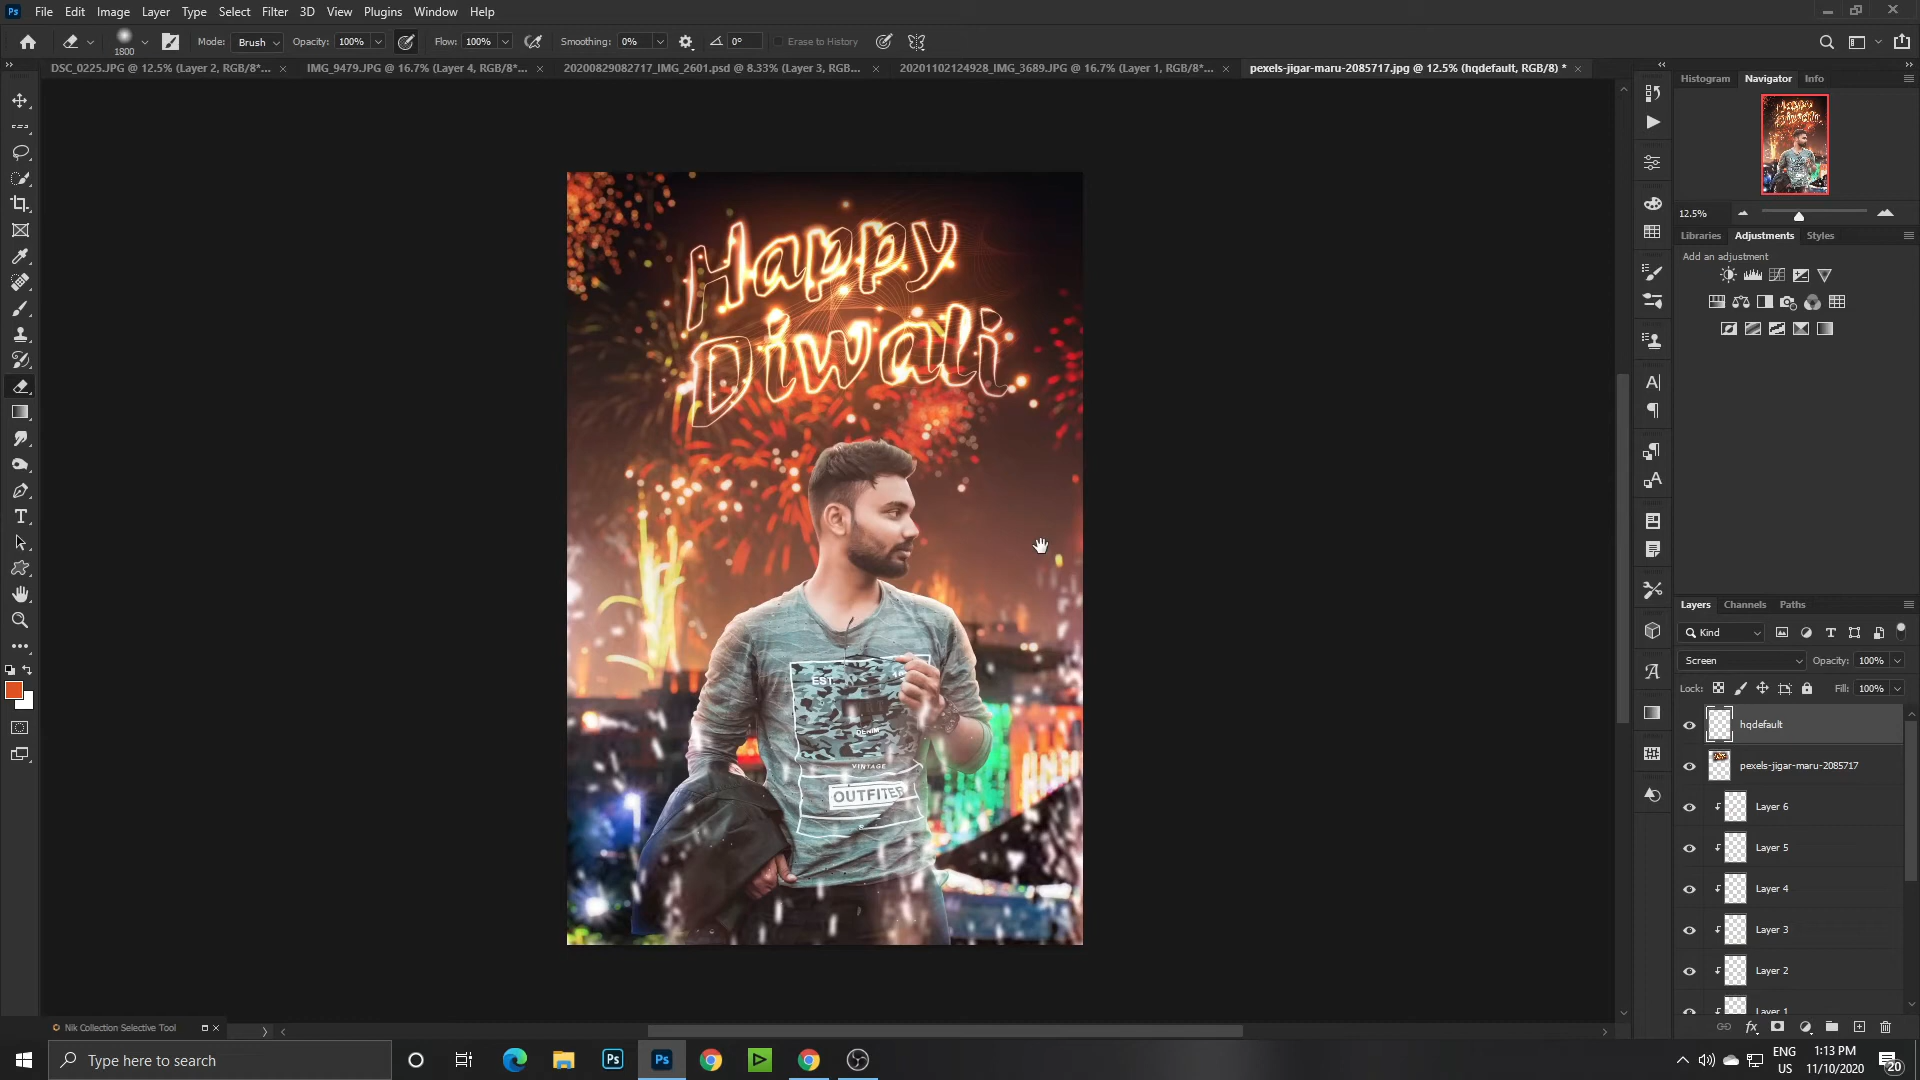 File Edit Image Layer Type Select Filter 3D View Plugins Window Help
1800 Mode: Brush Opacity: 100% Flow: 100% Smoothing: 0% 0° Erase to History
DSC_0225.JPG @ 12.5% (Layer 2, RGB/8*... IMG_9479.JPG @ 16.7% (Layer 4, RGB/8*... 20200829082717_IMG_2601.psd @ 8.33% (Layer 3, RGB... 20201102124928_IMG_3689.JPG @ 16.7% (Layer 1, RGB/8*... pexels-jigar-maru-2085717.jpg @ 12.5% (hqdefault, RGB/8) *
Histogram Navigator Info
12.5%
Libraries Adjustments Styles
Add an adjustment
Happy
Diwali
EST.
DENIM
VINTAGE
OUTFITER
Layers Channels Paths
Kind
Screen Opacity: 100%
Lock: Fill: 100%
hqdefault
pexels-jigar-maru-2085717
Layer 6
Layer 5
Layer 4
Layer 3
Layer 2
Layer 1
Nik Collection Selective Tool
Type here to search
ENG
US
1:13 PM
11/10/2020
20